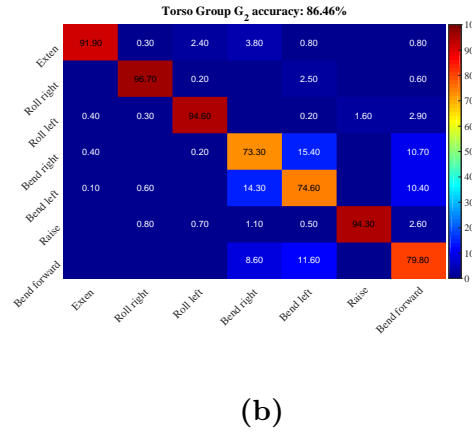 Torso Group G2 accuracy: 86.46%
Exten 91.90 0.30 2.40 3.80 0.80 0.80
Roll right 96.70 0.20 2.50 0.60
Roll left 0.40 0.30 94.60 0.20 1.60 2.90
Bend right 0.40 0.20 73.30 15.40 10.70
Bend left 0.10 0.60 14.30 74.60 10.40
Raise 0.80 0.70 1.10 0.50 94.30 2.60
Bend forward 8.60 11.60 79.80
Exten Roll right Roll left Bend right Bend left Raise Bend forward
10
90
80
70
60
50
40
30
20
10
0
(b)